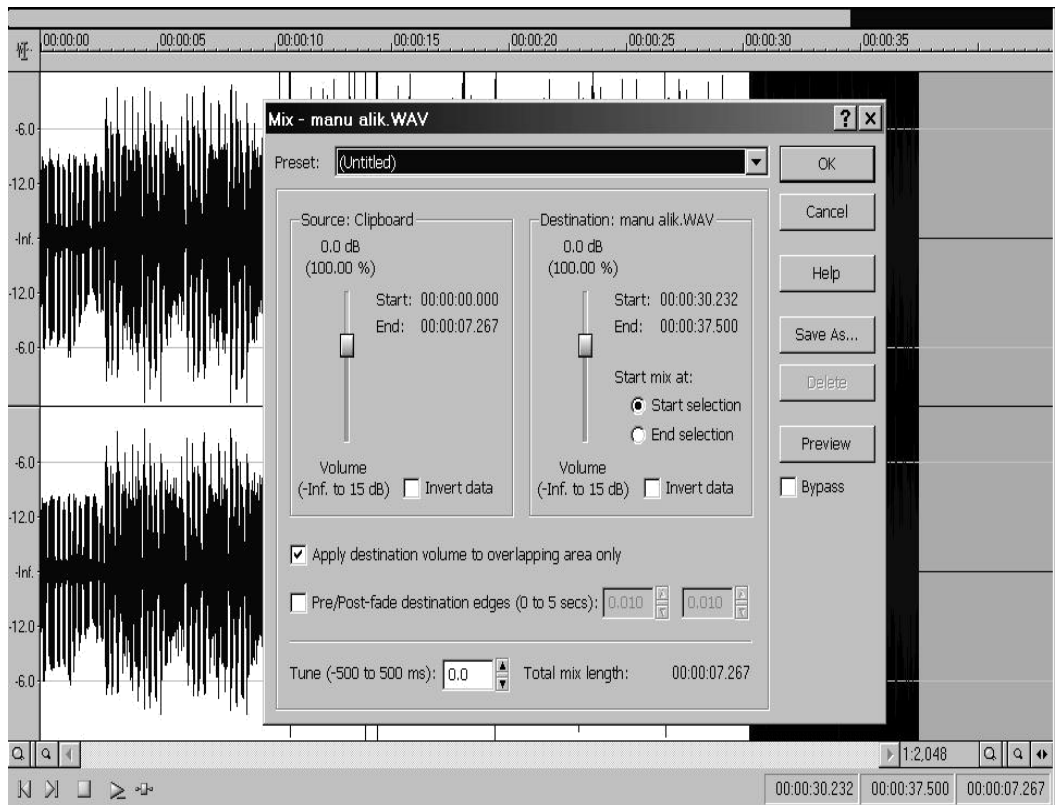 00:00:00 00:00:05 00:00:10 00:00:15 00:00:20 00:00:25 00:00:30 00:00:35
Mix - manu alik.WAV
Preset: (Untitled)
OK
Cancel
Help
Save As...
Delete
Preview
Bypass
Source: Clipboard
0.0 dB
(100.00 %)
Start: 00:00:00.000
End: 00:00:07.267
Volume
(-Inf. to 15 dB) Invert data
Destination: manu alik.WAV
0.0 dB
(100.00 %)
Start: 00:00:30.232
End: 00:00:37.500
Start mix at:
Start selection
End selection
Volume
(-Inf. to 15 dB) Invert data
Apply destination volume to overlapping area only
Pre/Post-fade destination edges (0 to 5 secs): 0.010 0.010
Tune (-500 to 500 ms): 0.0 Total mix length: 00:00:07.267
-6.0
-12.0
-Inf.
-12.0
-6.0
-6.0
-12.0
-Inf.
-12.0
-6.0
1:2,048
00:00:30.232 00:00:37.500 00:00:07.267